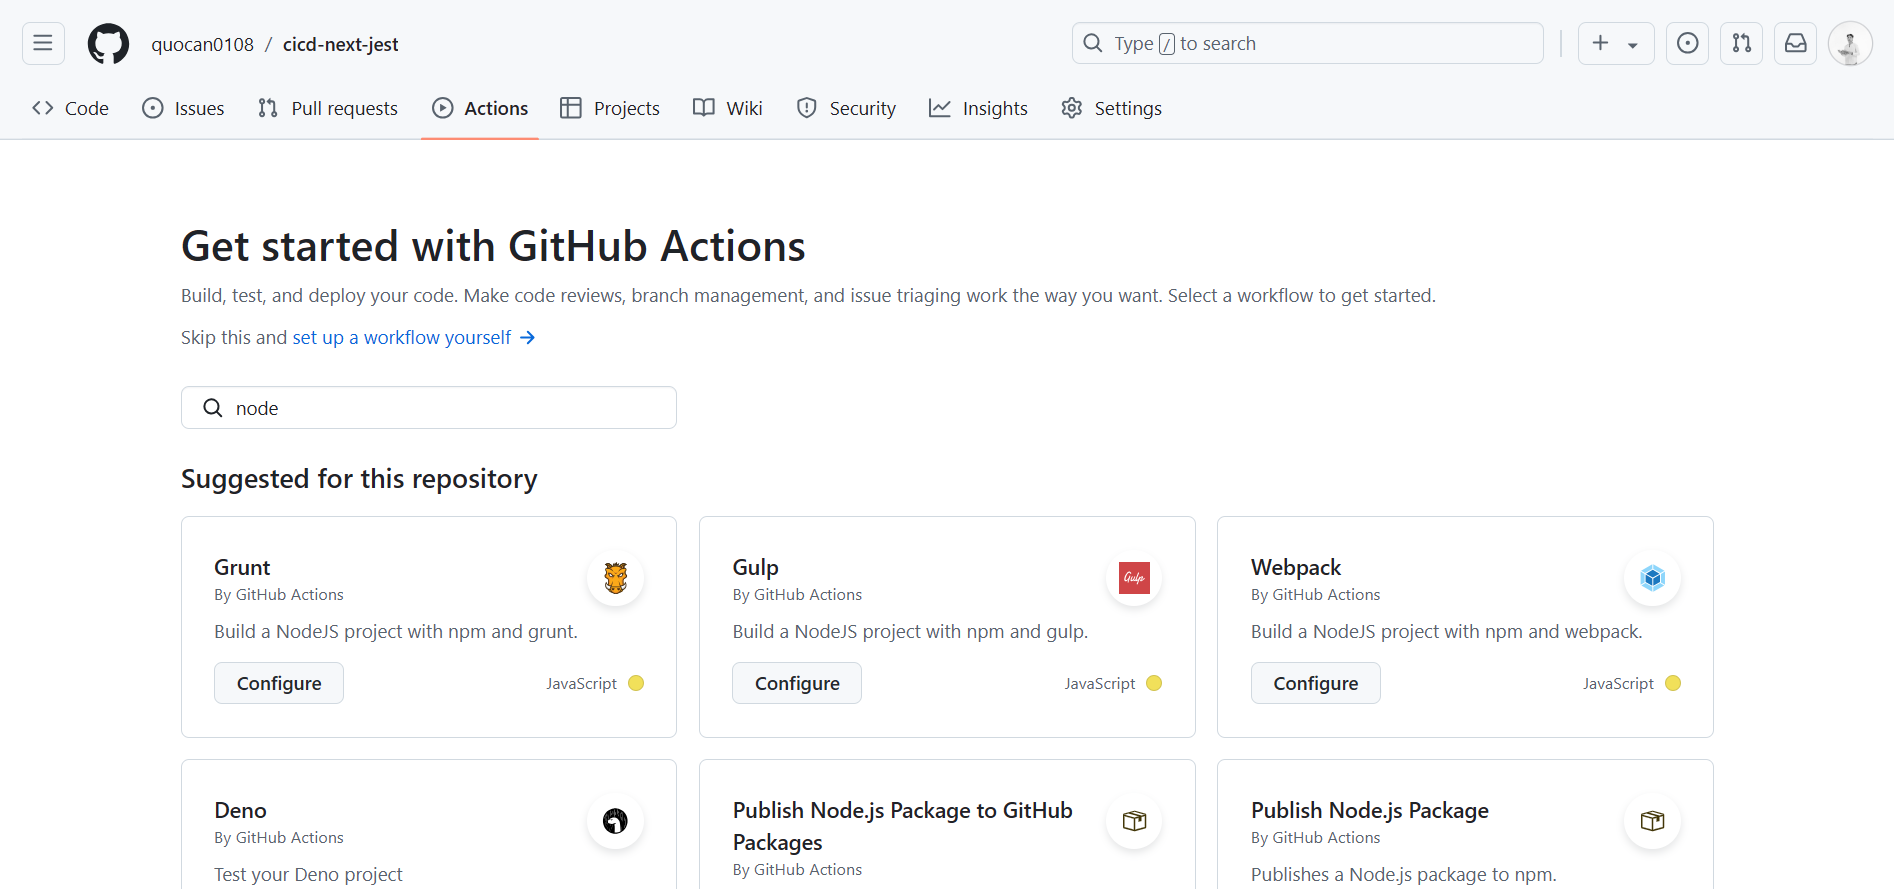 quocan0108 / cicd-next-jest
Type / to search
Code Issues Pull requests Actions Projects Wiki Security Insights Settings
Get started with GitHub Actions
Build, test, and deploy your code. Make code reviews, branch management, and issue triaging work the way you want. Select a workflow to get started.
Skip this and set up a workflow yourself →
node
Suggested for this repository
Grunt
By GitHub Actions
Build a NodeJS project with npm and grunt.
Configure
JavaScript
Gulp
Gulp
By GitHub Actions
Build a NodeJS project with npm and gulp.
Configure
JavaScript
Webpack
By GitHub Actions
Build a NodeJS project with npm and webpack.
Configure
JavaScript
Deno
By GitHub Actions
Test your Deno project
Publish Node.js Package to GitHub
Packages
By GitHub Actions
Publish Node.js Package
By GitHub Actions
Publishes a Node.js package to npm.